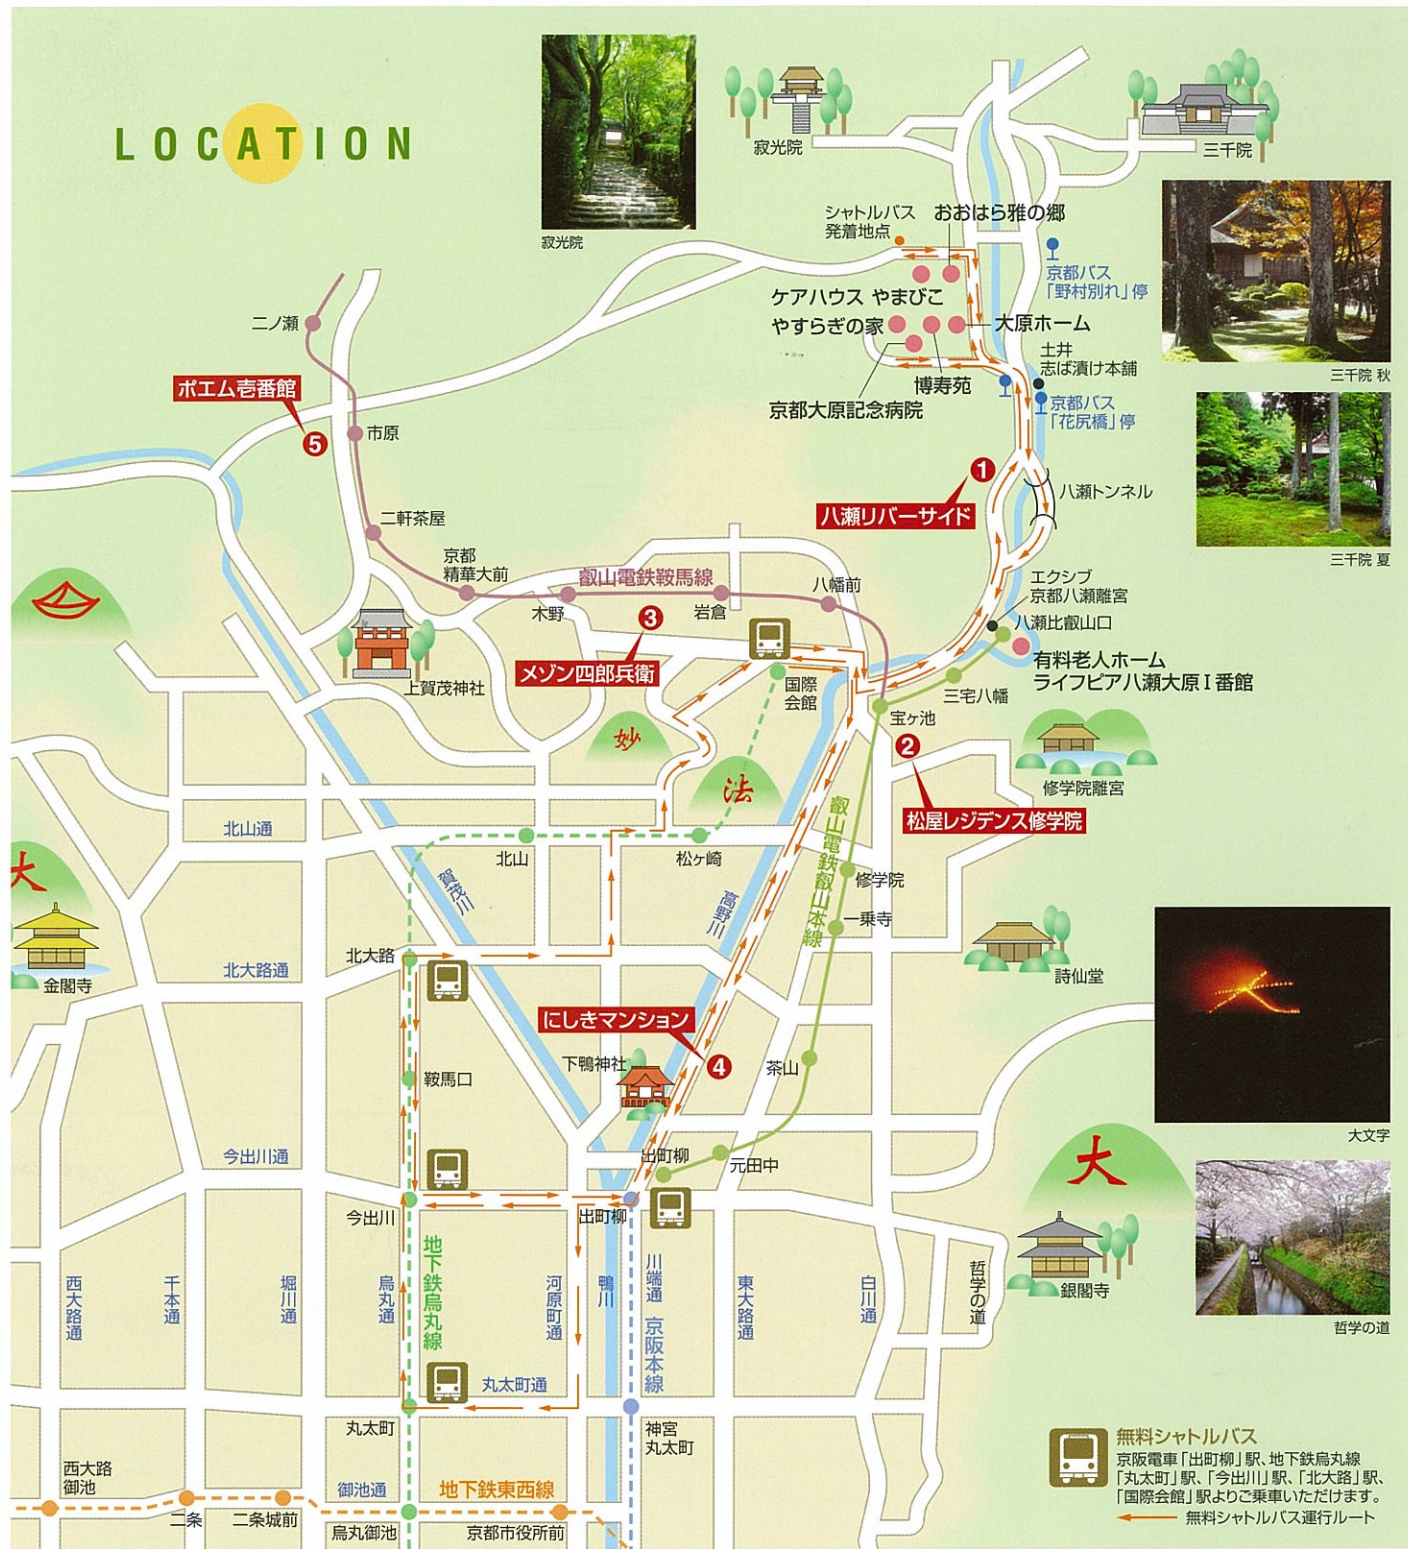 LOCATION
寂光院
三千院
寂光院
シャトルバス
発着地点
おおはら雅の郷
京都バス
「野村別れ」停
ケアハウス やまびこ
やすらぎの家
大原ホーム
三千院 秋
土井
志ば漬け本舗
博寿苑
京都大原記念病院
京都バス
「花尻橋」停
二ノ瀬
ポエム壱番館
5
市原
1
八瀬リバーサイド
八瀬トンネル
三千院 夏
二軒茶屋
京都
精華大前
叡山電鉄鞍馬線
木野
岩倉
八幡前
エクシブ
京都八瀬離宮
八瀬比叡山口
3
メゾン四郎兵衛
有料老人ホーム
ライフピア八瀬大原Ⅰ番館
上賀茂神社
国際
会館
三宅八幡
宝ヶ池
妙
法
2
松屋レジデンス修学院
修学院離宮
叡山電鉄叡山本線
北山通
北山
松ヶ崎
賀茂川
高野川
修学院
一乗寺
大
金閣寺
北大路
北大路通
詩仙堂
にしきマンション
4
下鴨神社
茶山
鞍馬口
大文字
今出川通
出町柳
元田中
大
今出川
出町柳
西大路通
千本通
堀川通
烏丸通
地下鉄烏丸線
河原町通
鴨川
川端通
京阪本線
東大路通
白川通
哲学の道
銀閣寺
哲学の道
丸太町通
丸太町
神宮
丸太町
西大路
御池
二条
二条城前
御池通
烏丸御池
地下鉄東西線
京都市役所前
無料シャトルバス
京阪電車「出町柳」駅、地下鉄烏丸線
「丸太町」駅、「今出川」駅、「北大路」駅、
「国際会館」駅よりご乗車いただけます。
無料シャトルバス運行ルート